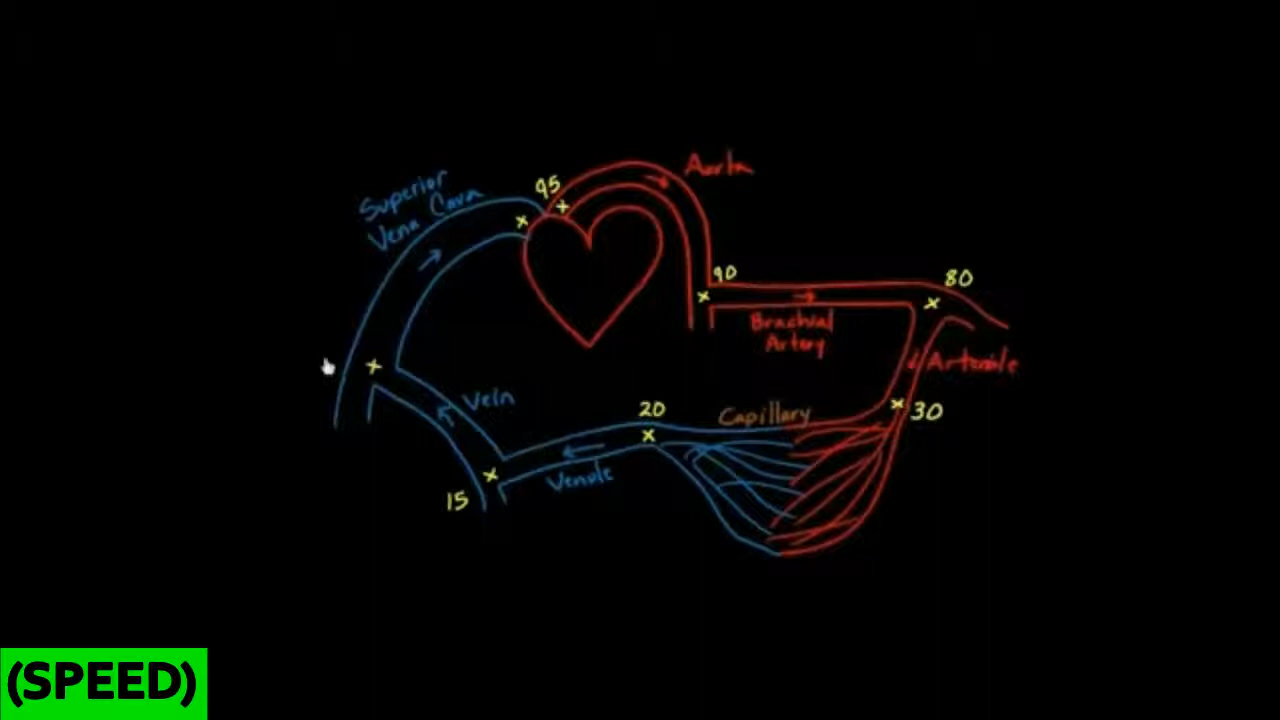 Superior
Vena Cava
95
Aorta
90
80
Brachial
Artery
Arteriole
30
Capillary
20
Vein
Venule
15
(SPEED)